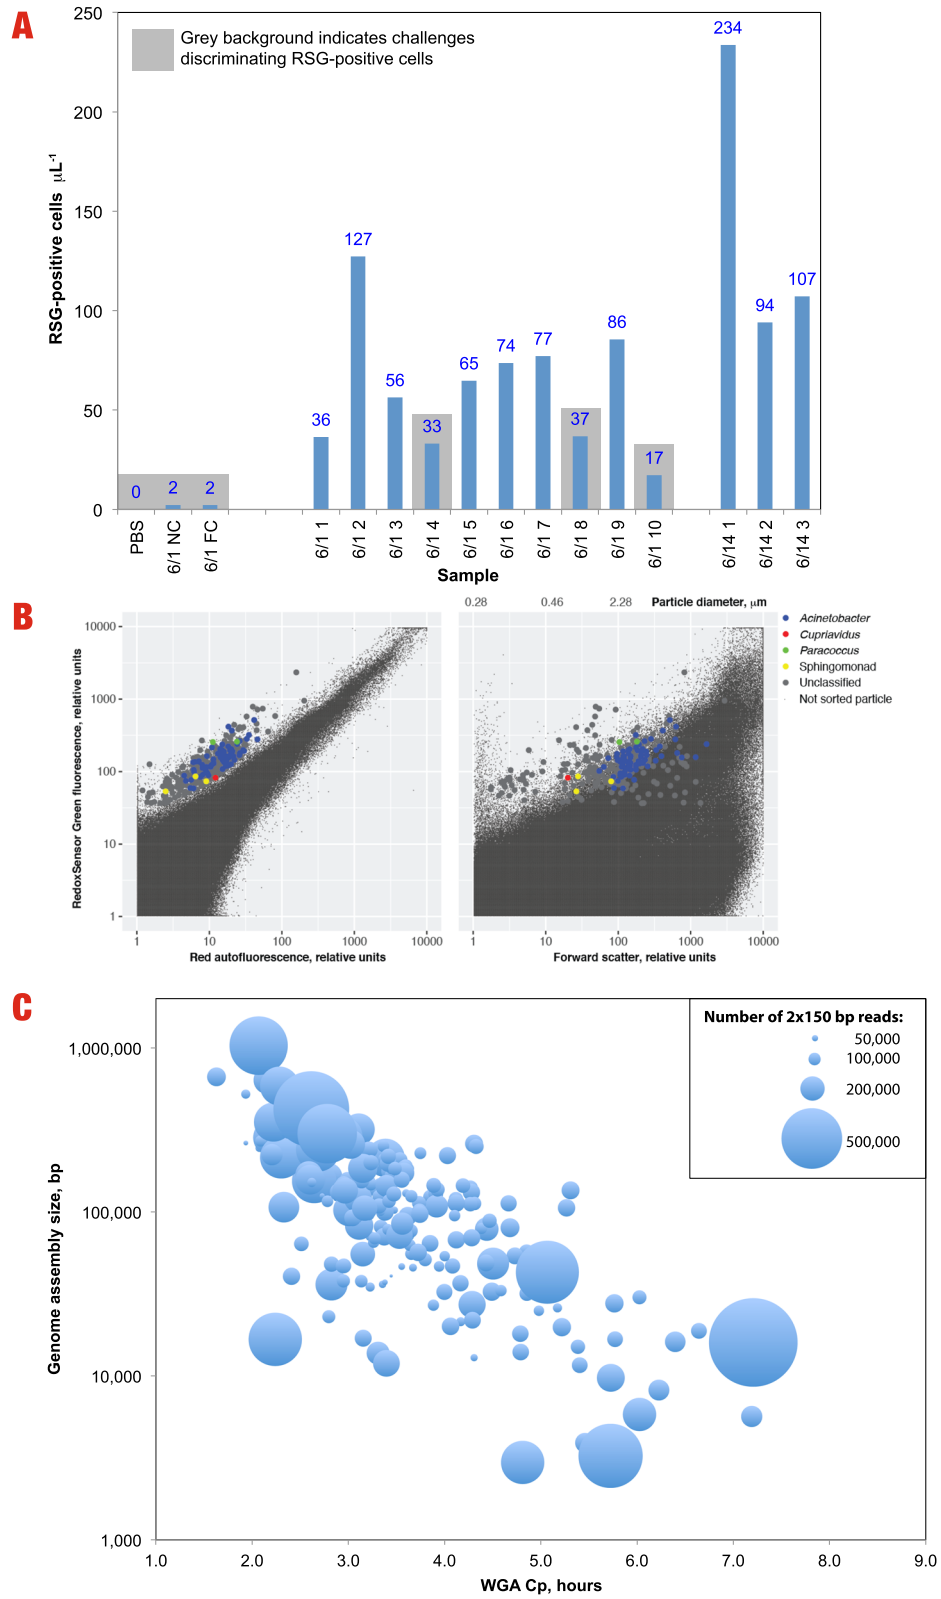 A
250
200
150
100
50
0
RSG-positive cells µL-1
Grey background indicates challenges
discriminating RSG-positive cells
0
2
2
36
127
56
33
65
74
77
37
86
17
234
94
107
PBS
6/1 NC
6/1 FC
6/1 1
6/1 2
6/1 3
6/1 4
6/1 5
6/1 6
6/1 7
6/1 8
6/1 9
6/1 10
6/14 1
6/14 2
6/14 3
Sample
B
0.28 0.46 2.28 Particle diameter, µm
RedoxSensor Green fluorescence, relative units
10000
1000
100
10
1
1 10 100 1000 10000
Red autofluorescence, relative units
1 10 100 1000 10000
Forward scatter, relative units
Acinetobacter
Cupriavidus
Paracoccus
Sphingomonad
Unclassified
Not sorted particle
C
Genome assembly size, bp
1,000,000
100,000
10,000
1,000
Number of 2x150 bp reads:
50,000
100,000
200,000
500,000
1.0 2.0 3.0 4.0 5.0 6.0 7.0 8.0 9.0
WGA Cp, hours